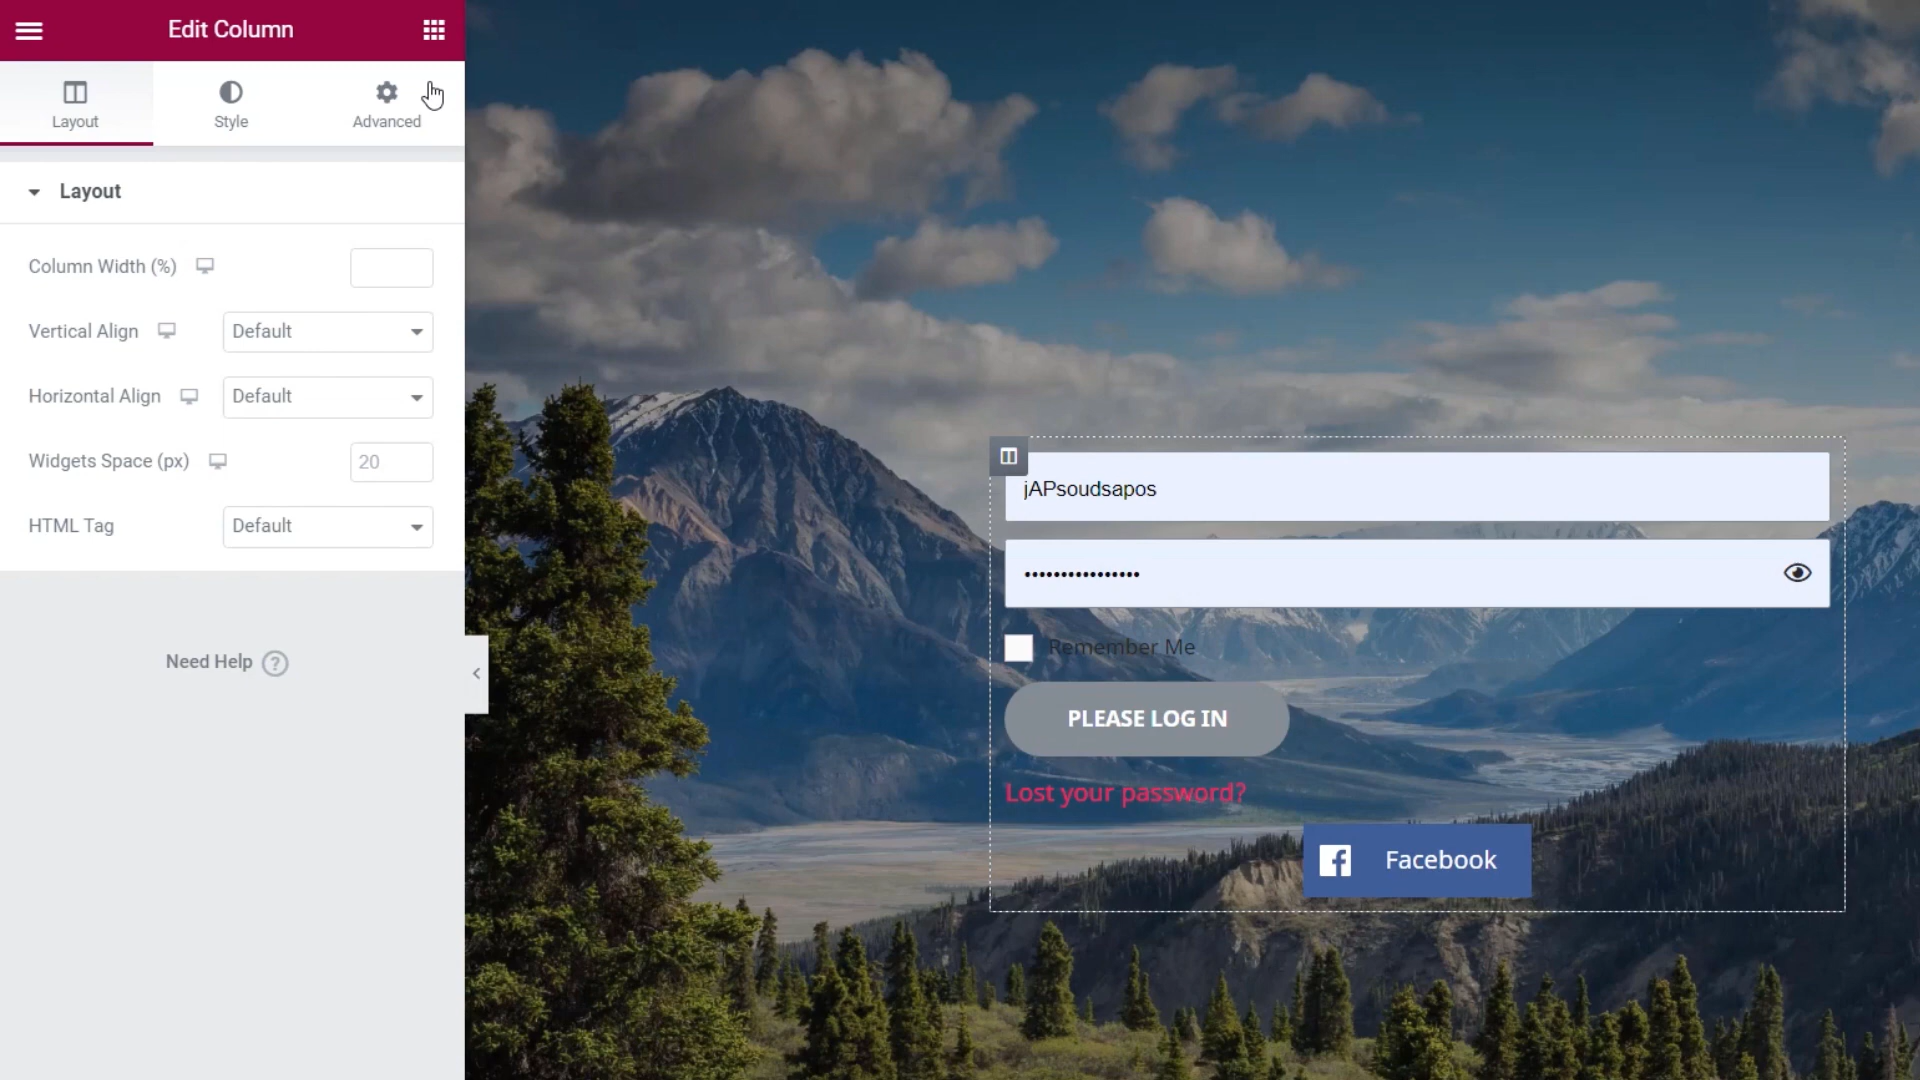 Edit Column
Layout
Style
Advanced
Layout
Column Width (%)
Vertical Align
Default
Horizontal Align
Default
Widgets Space (px)
20
HTML Tag
Default
Need Help ?
jAPsoudsapos
••••••••••••••••
Remember Me
PLEASE LOG IN
Lost your password?
Facebook